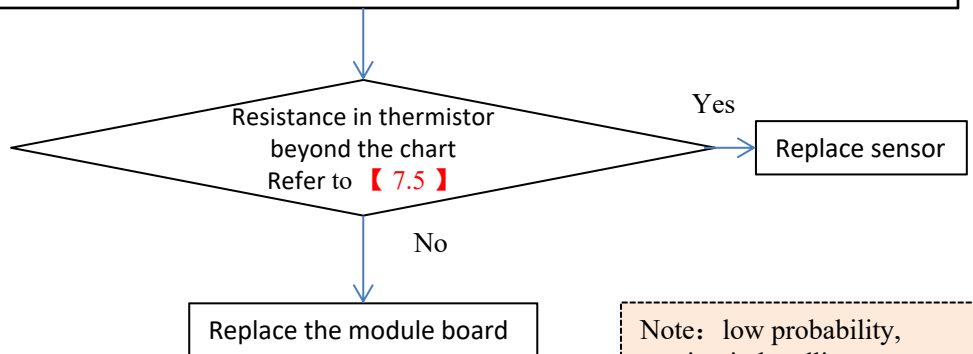 Resistance in thermistor
beyond the chart
Refer to 【 7.5 】
Yes
Replace sensor
No
Replace the module board
Note：low probability,